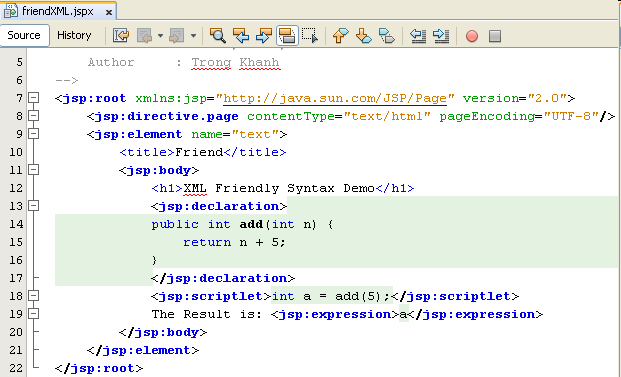 friendXML.jspx
Source History
5 Author : Trong Khanh
6 -->
7 <jsp:root xmlns:jsp="http://java.sun.com/JSP/Page" version="2.0">
8 <jsp:directive.page contentType="text/html" pageEncoding="UTF-8"/>
9 <jsp:element name="text">
10 <title>Friend</title>
11 <jsp:body>
12 <h1>XML Friendly Syntax Demo</h1>
13 <jsp:declaration>
14 public int add(int n) {
15 return n + 5;
16 }
17 </jsp:declaration>
18 <jsp:scriptlet>int a = add(5);</jsp:scriptlet>
19 The Result is: <jsp:expression>a</jsp:expression>
20 </jsp:body>
21 </jsp:element>
22 </jsp:root>